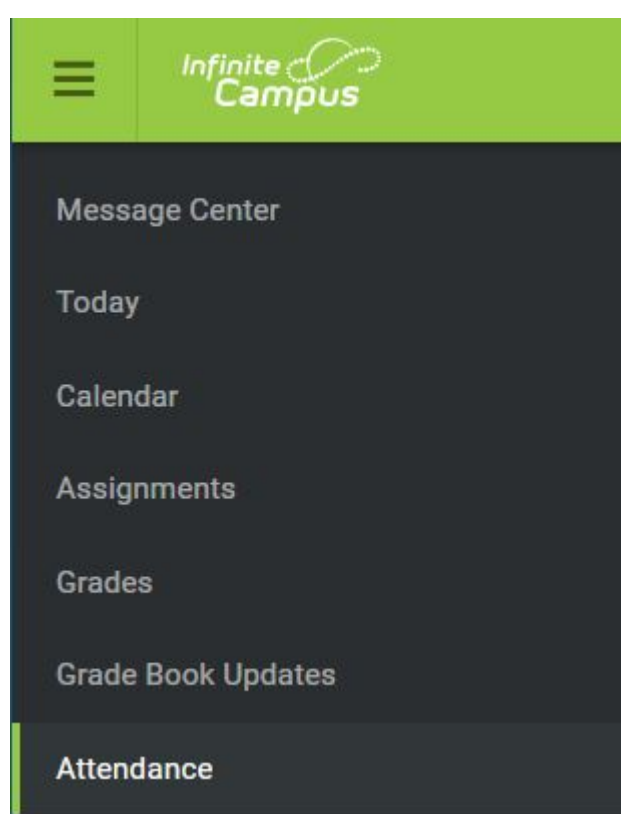 Infinite
Campus
Message Center
Today
Calendar
Assignments
Grades
Grade Book Updates
Attendance